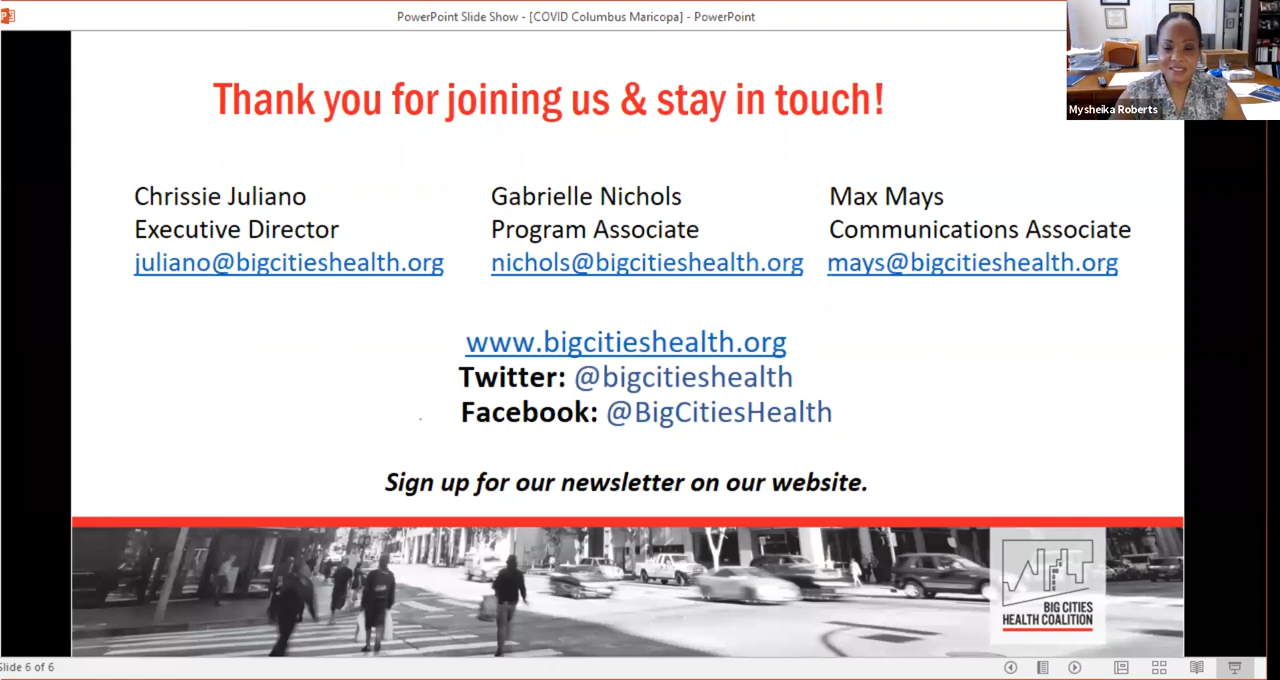 PowerPoint Slide Show - [COVID Columbus Maricopa] - PowerPoint
Mysheika Roberts
Thank you for joining us & stay in touch!
Chrissie Juliano
Executive Director
juliano@bigcitieshealth.org
Gabrielle Nichols
Program Associate
nichols@bigcitieshealth.org
Max Mays
Communications Associate
mays@bigcitieshealth.org
www.bigcitieshealth.org
Twitter: @bigcitieshealth
Facebook: @BigCitiesHealth
Sign up for our newsletter on our website.
BIG CITIES
HEALTH COALITION
Slide 6 of 6